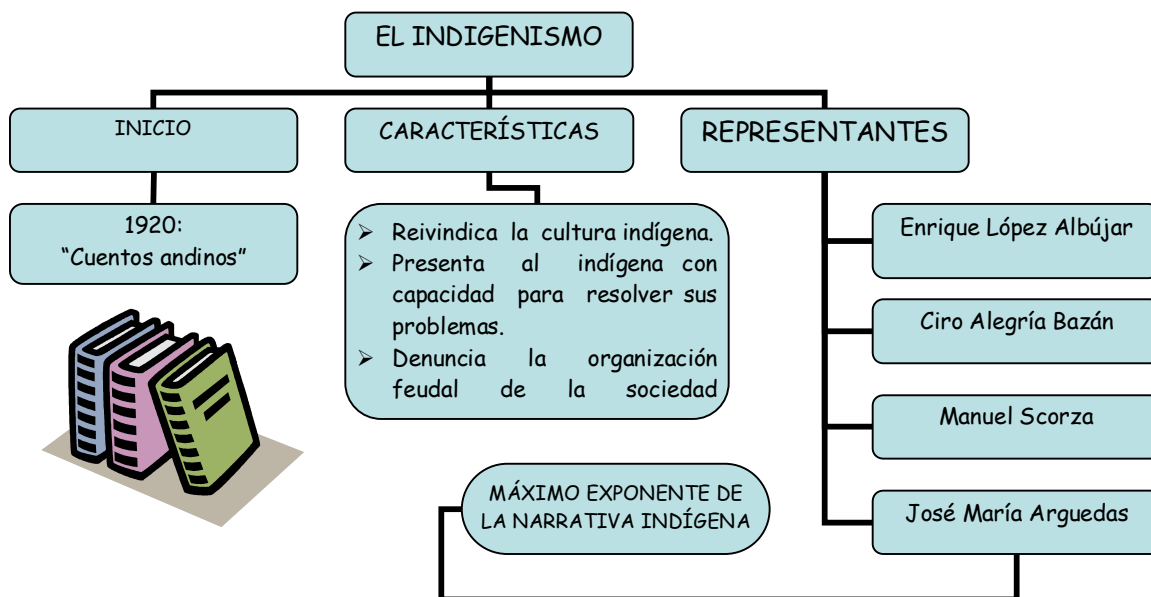 EL INDIGENISMO
INICIO
1920:
“Cuentos andinos”
CARACTERÍSTICAS
➢ Reivindica la cultura indígena.
➢ Presenta al indígena con
capacidad para resolver sus
problemas.
➢ Denuncia la organización
feudal de la sociedad
REPRESENTANTES
Enrique López Albújar
Ciro Alegría Bazán
Manuel Scorza
José María Arguedas
MÁXIMO EXPONENTE DE
LA NARRATIVA INDÍGENA